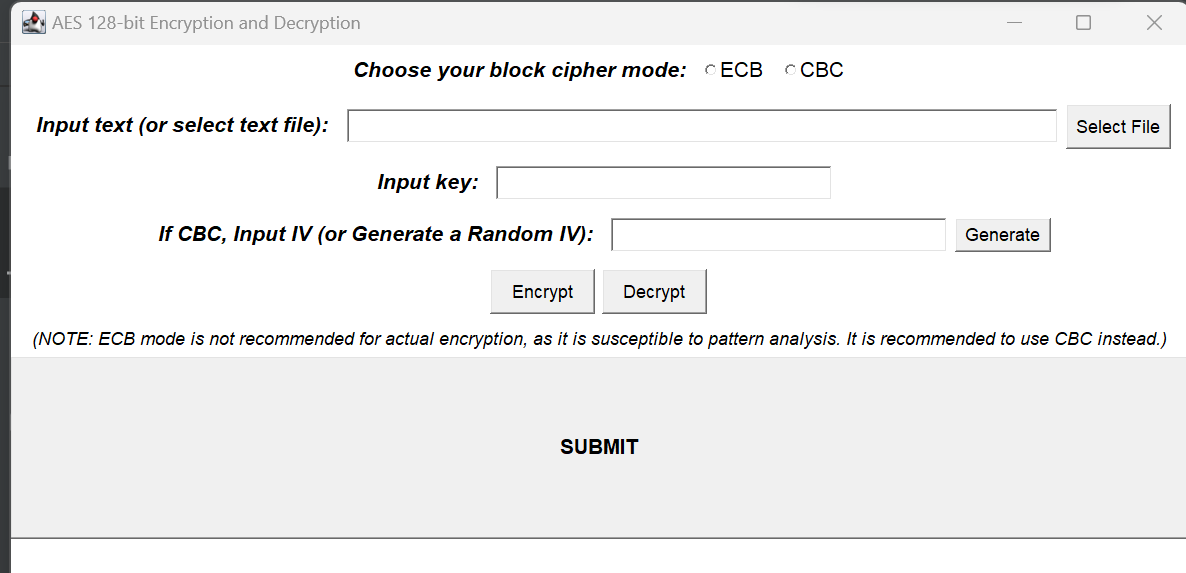 AES 128-bit Encryption and Decryption
Choose your block cipher mode: ECB CBC
Input text (or select text file): Select File
Input key:
If CBC, Input IV (or Generate a Random IV): Generate
Encrypt Decrypt
(NOTE: ECB mode is not recommended for actual encryption, as it is susceptible to pattern analysis. It is recommended to use CBC instead.)
SUBMIT